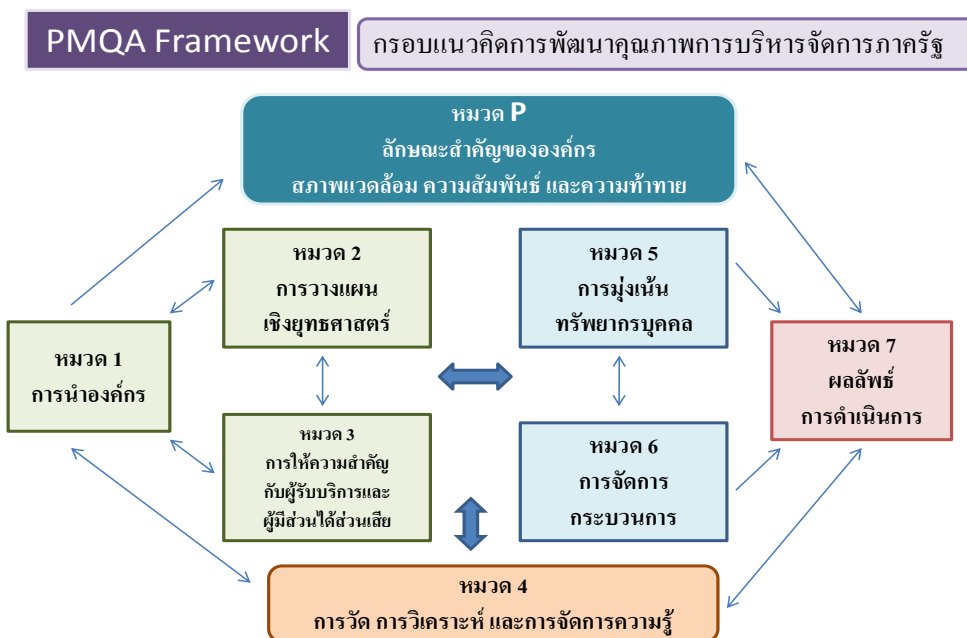 PMQA Framework
กรอบแนวคิดการพัฒนาคุณภาพการบริหารจัดการภาครัฐ
หมวด P
ลักษณะสำคัญขององค์กร
สภาพแวดล้อม ความสัมพันธ์ และความท้าทาย
หมวด 2
การวางแผน
เชิงยุทธศาสตร์
หมวด 5
การมุ่งเน้น
ทรัพยากรบุคคล
หมวด 1
การนำองค์กร
หมวด 7
ผลลัพธ์
การดำเนินการ
หมวด 3
การให้ความสำคัญ
กับผู้รับบริการและ
ผู้มีส่วนได้ส่วนเสีย
หมวด 6
การจัดการ
กระบวนการ
หมวด 4
การวัด การวิเคราะห์ และการจัดการความรู้